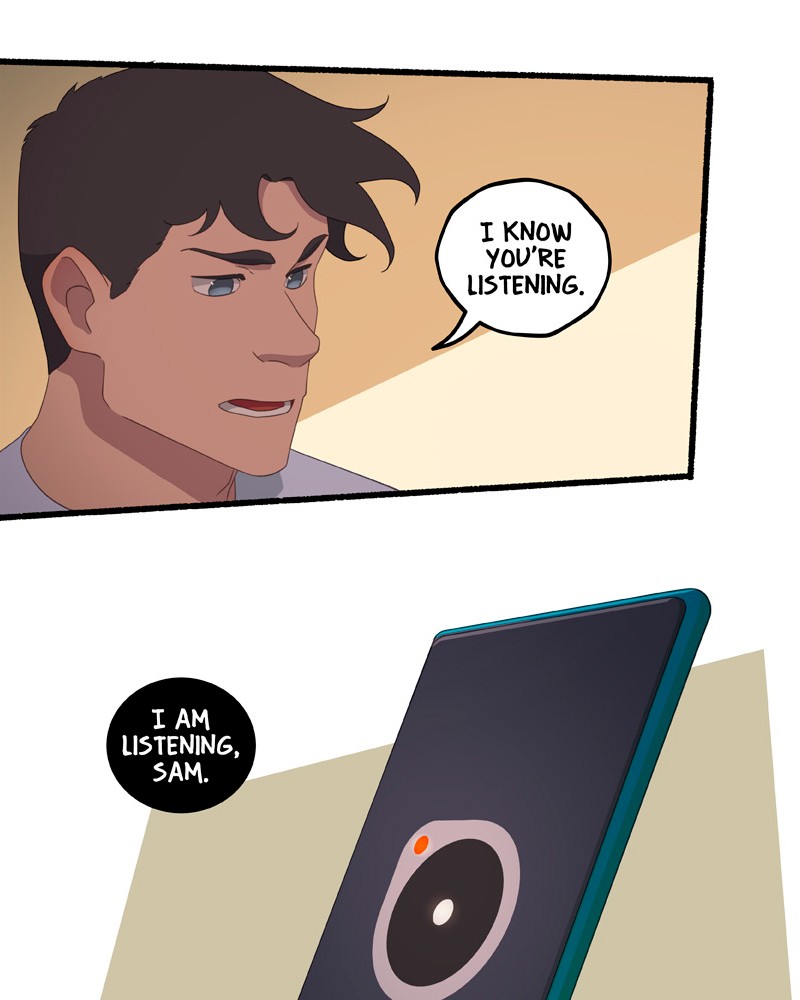 I KNOW
YOU'RE
LISTENING.
I AM
LISTENING,
SAM.